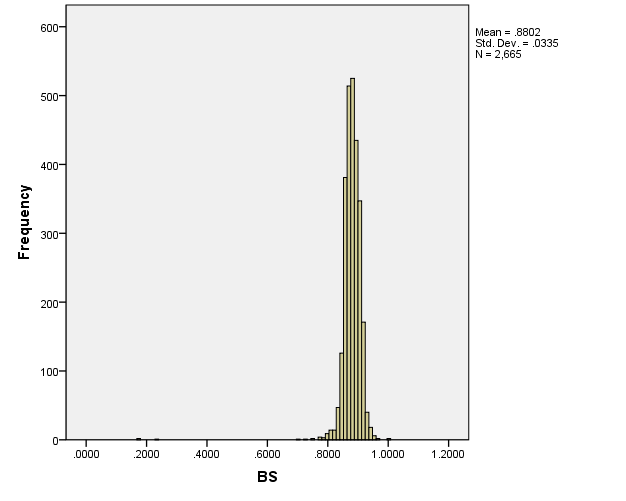 600
500
400
300
200
100
0
Frequency
.0000
.2000
.4000
.6000
.8000
1.0000
1.2000
BS
Mean = .8802
Std. Dev. = .0335
N = 2,665